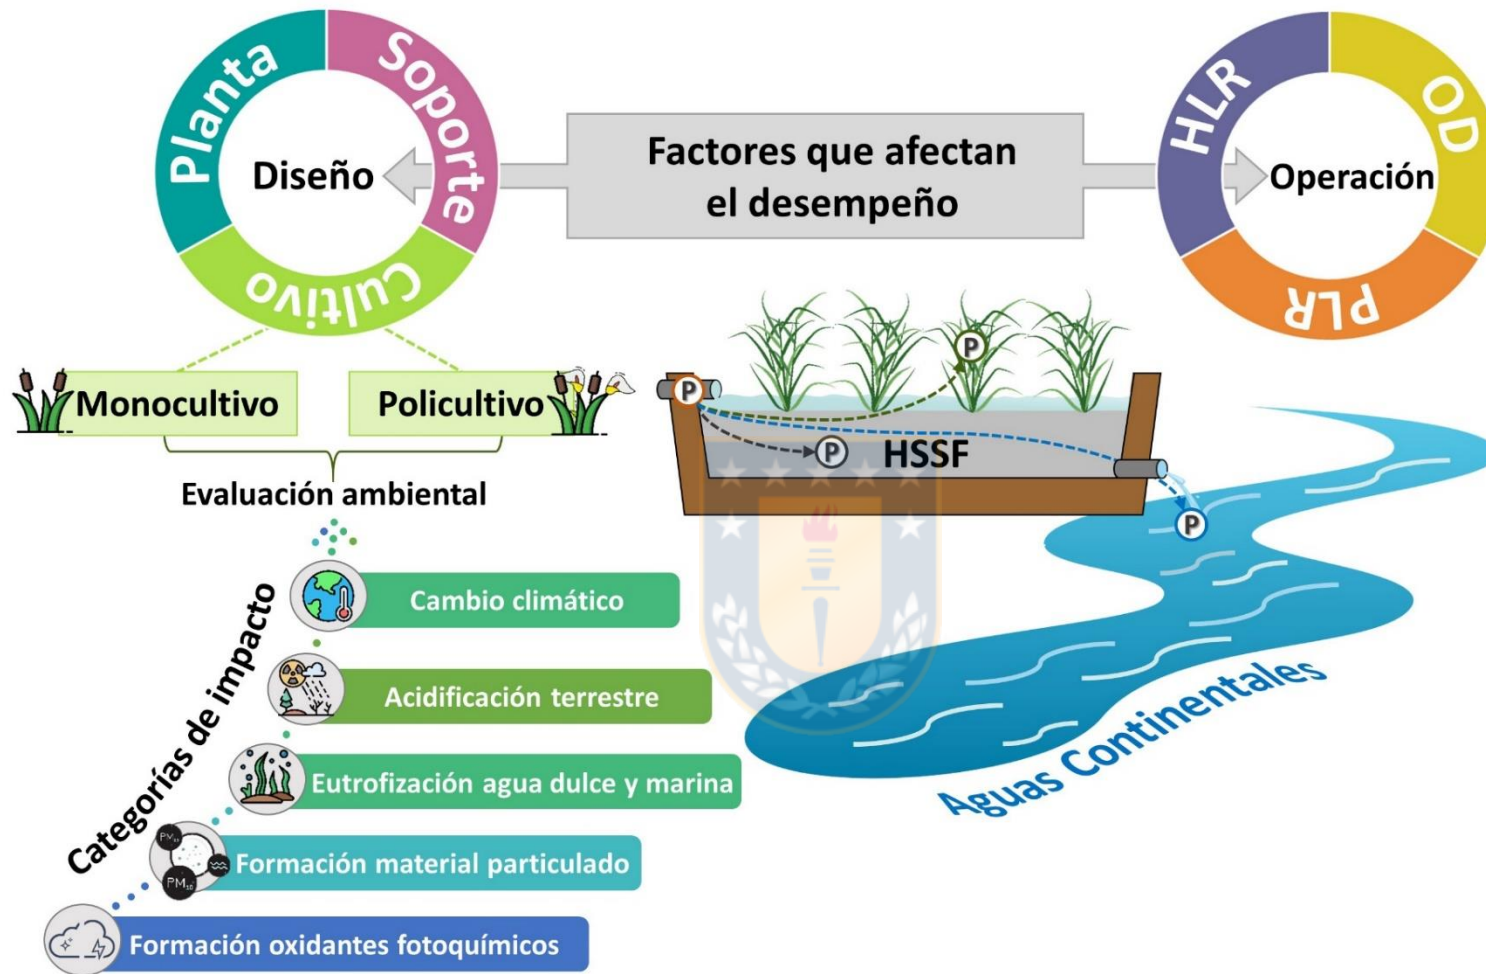 Planta
Soporte
Cultivo
Diseño
Factores que afectan
el desempeño
HLR
OD
PLR
Operación
Monocultivo
Policultivo
Evaluación ambiental
P
P
P
HSSF
P
Categorías de impacto
Cambio climático
Acidificación terrestre
Eutrofización agua dulce y marina
Formación material particulado
PM10
Formación oxidantes fotoquímicos
Aguas Continentales